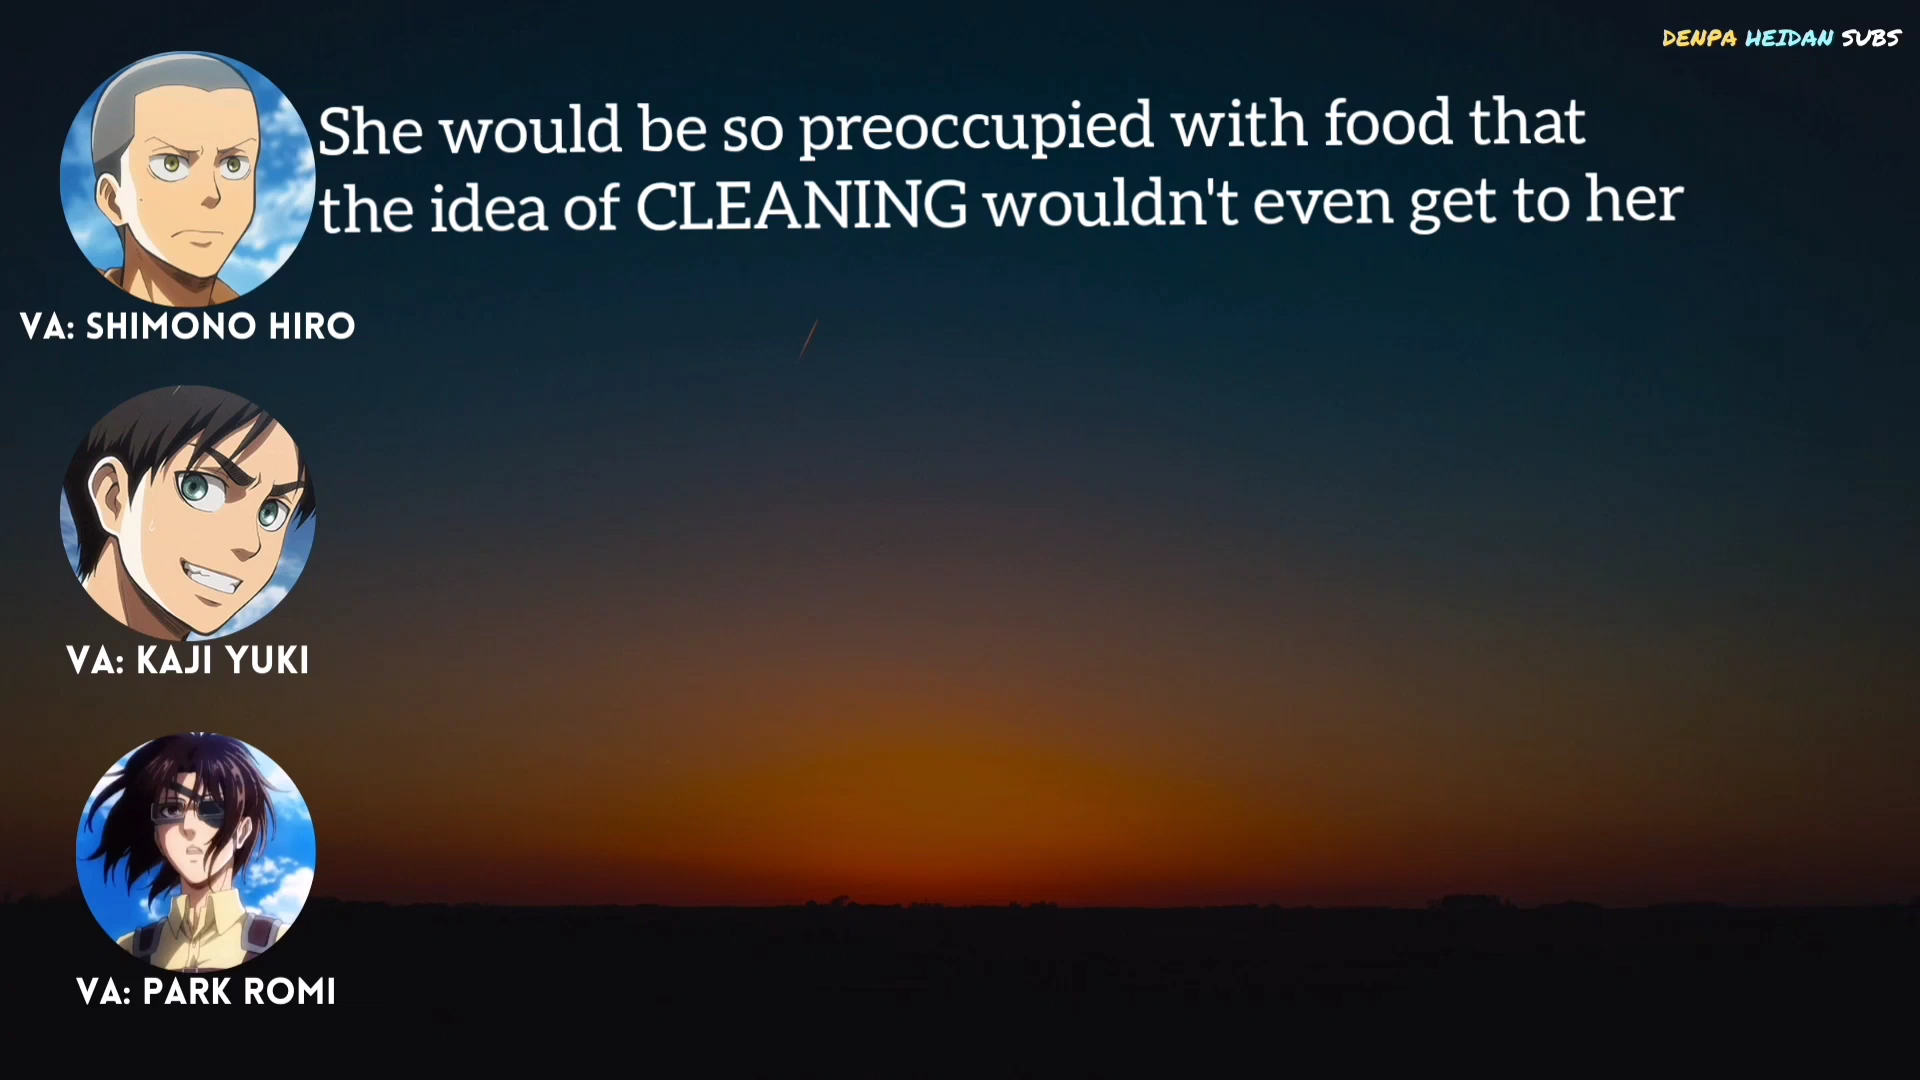 DENPA HEIDAN SUBS
She would be so preoccupied with food that
the idea of CLEANING wouldn't even get to her
VA: SHIMONO HIRO
VA: KAJI YUKI
VA: PARK ROMI